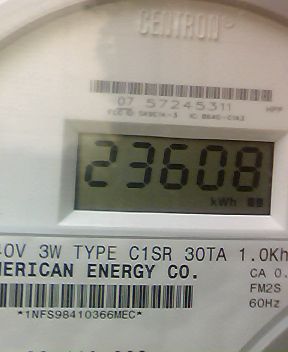 CENTRON
07 57245311
23608
kWh
40V 3W TYPE C1SR 30TA 1.0Kh
MERICAN ENERGY CO.
CA 0.
FM2S
60Hz
*1NFS98410366MEC*